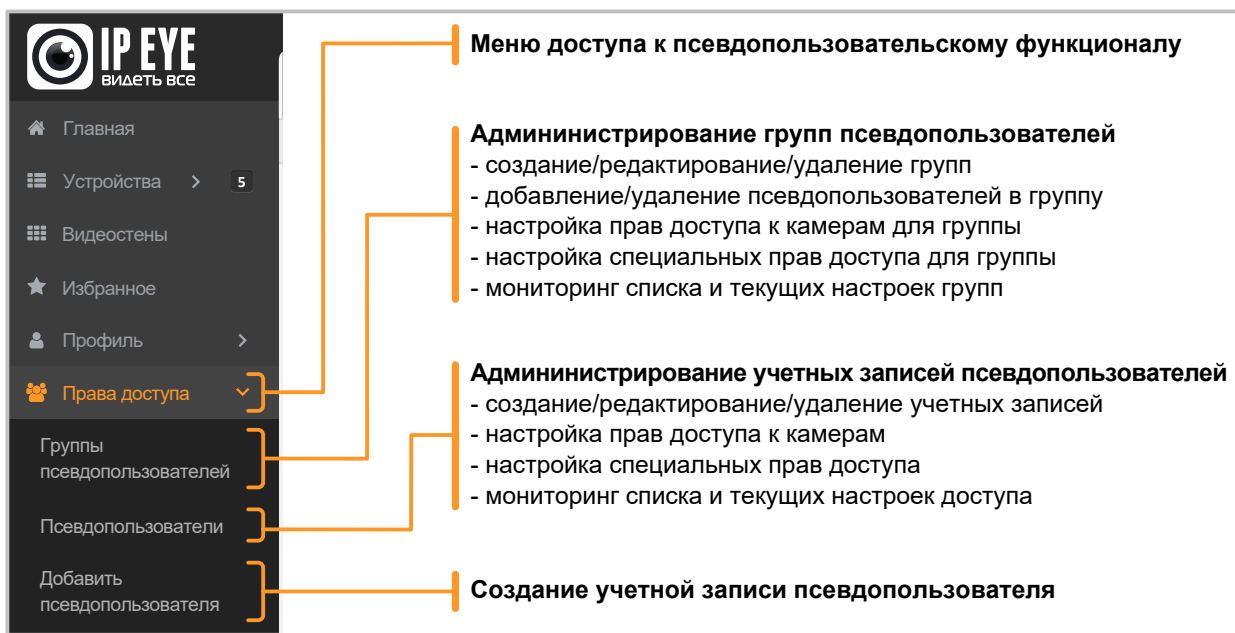 IP EYE
видеть все
Главная
Устройства 5
Видеостены
Избранное
Профиль
Права доступа
Группы
псевдопользователей
Псевдопользователи
Добавить
псевдопользователя
Меню доступа к псевдопользовательскому функционалу
Админинистрирование групп псевдопользователей
- создание/редактирование/удаление групп
- добавление/удаление псевдопользователей в группу
- настройка прав доступа к камерам для группы
- настройка специальных прав доступа для группы
- мониторинг списка и текущих настроек групп
Админинистрирование учетных записей псевдопользователей
- создание/редактирование/удаление учетных записей
- настройка прав доступа к камерам
- настройка специальных прав доступа
- мониторинг списка и текущих настроек доступа
Создание учетной записи псевдопользователя